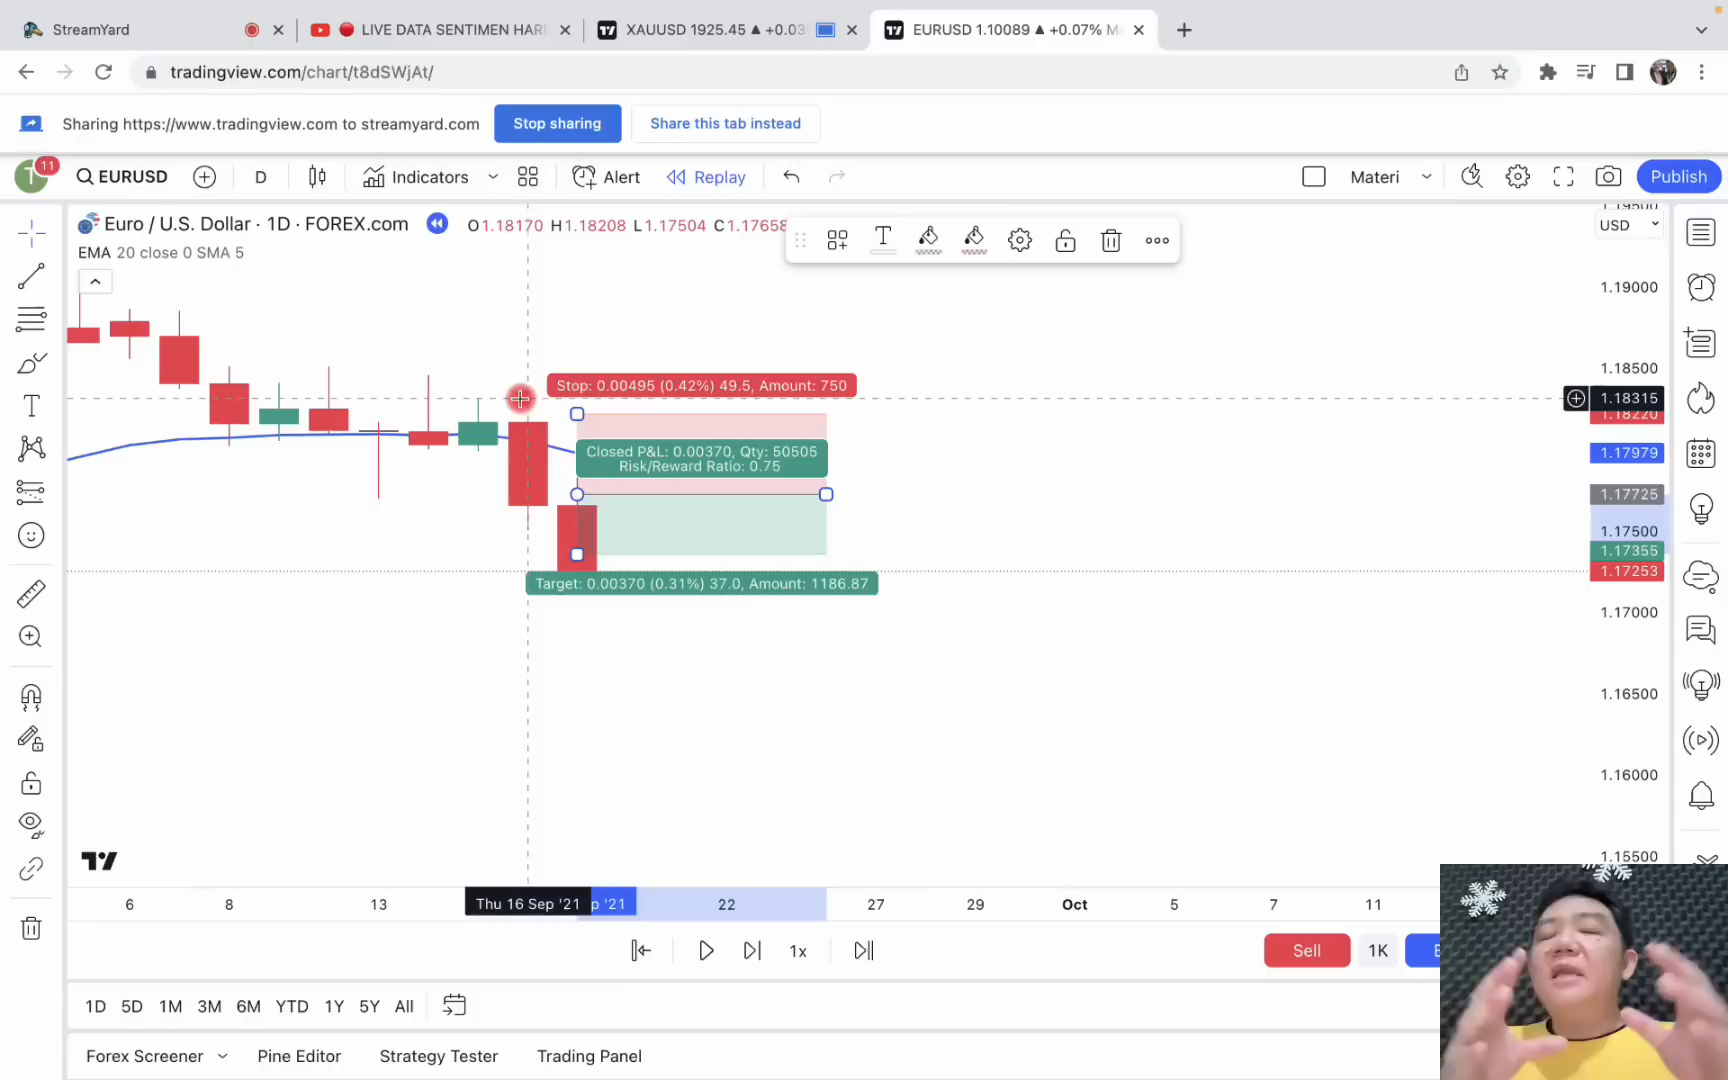 StreamYard
LIVE DATA SENTIMEN HARI
XAUUSD 1925.45 ▲ +0.03
EURUSD 1.10089 ▲ +0.07% M
tradingview.com/chart/t8dSWjAt/
Sharing https://www.tradingview.com to streamyard.com
Stop sharing
Share this tab instead
T 11
EURUSD
D
Indicators
Alert
Replay
Materi
Publish
Euro / U.S. Dollar · 1D · FOREX.com
O1.18170 H1.18208 L1.17504 C1.17658
EMA 20 close 0 SMA 5
USD
1.19500
1.19000
1.18500
1.18315
1.18220
1.17979
1.17725
1.17500
1.17355
1.17253
1.17000
1.16500
1.16000
1.15500
Stop: 0.00495 (0.42%) 49.5, Amount: 750
Closed P&L: 0.00370, Qty: 50505
Risk/Reward Ratio: 0.75
Target: 0.00370 (0.31%) 37.0, Amount: 1186.87
6
8
13
Thu 16 Sep '21
p '21
22
27
29
Oct
5
7
11
1x
Sell
1K
1D 5D 1M 3M 6M YTD 1Y 5Y All
Forex Screener
Pine Editor
Strategy Tester
Trading Panel